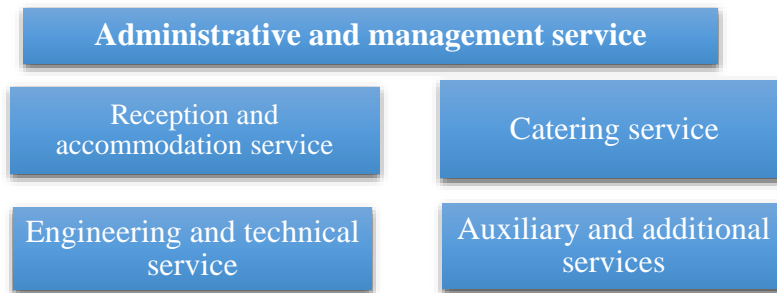 Administrative and management service
Reception and
accommodation service
Catering service
Engineering and technical
service
Auxiliary and additional
services